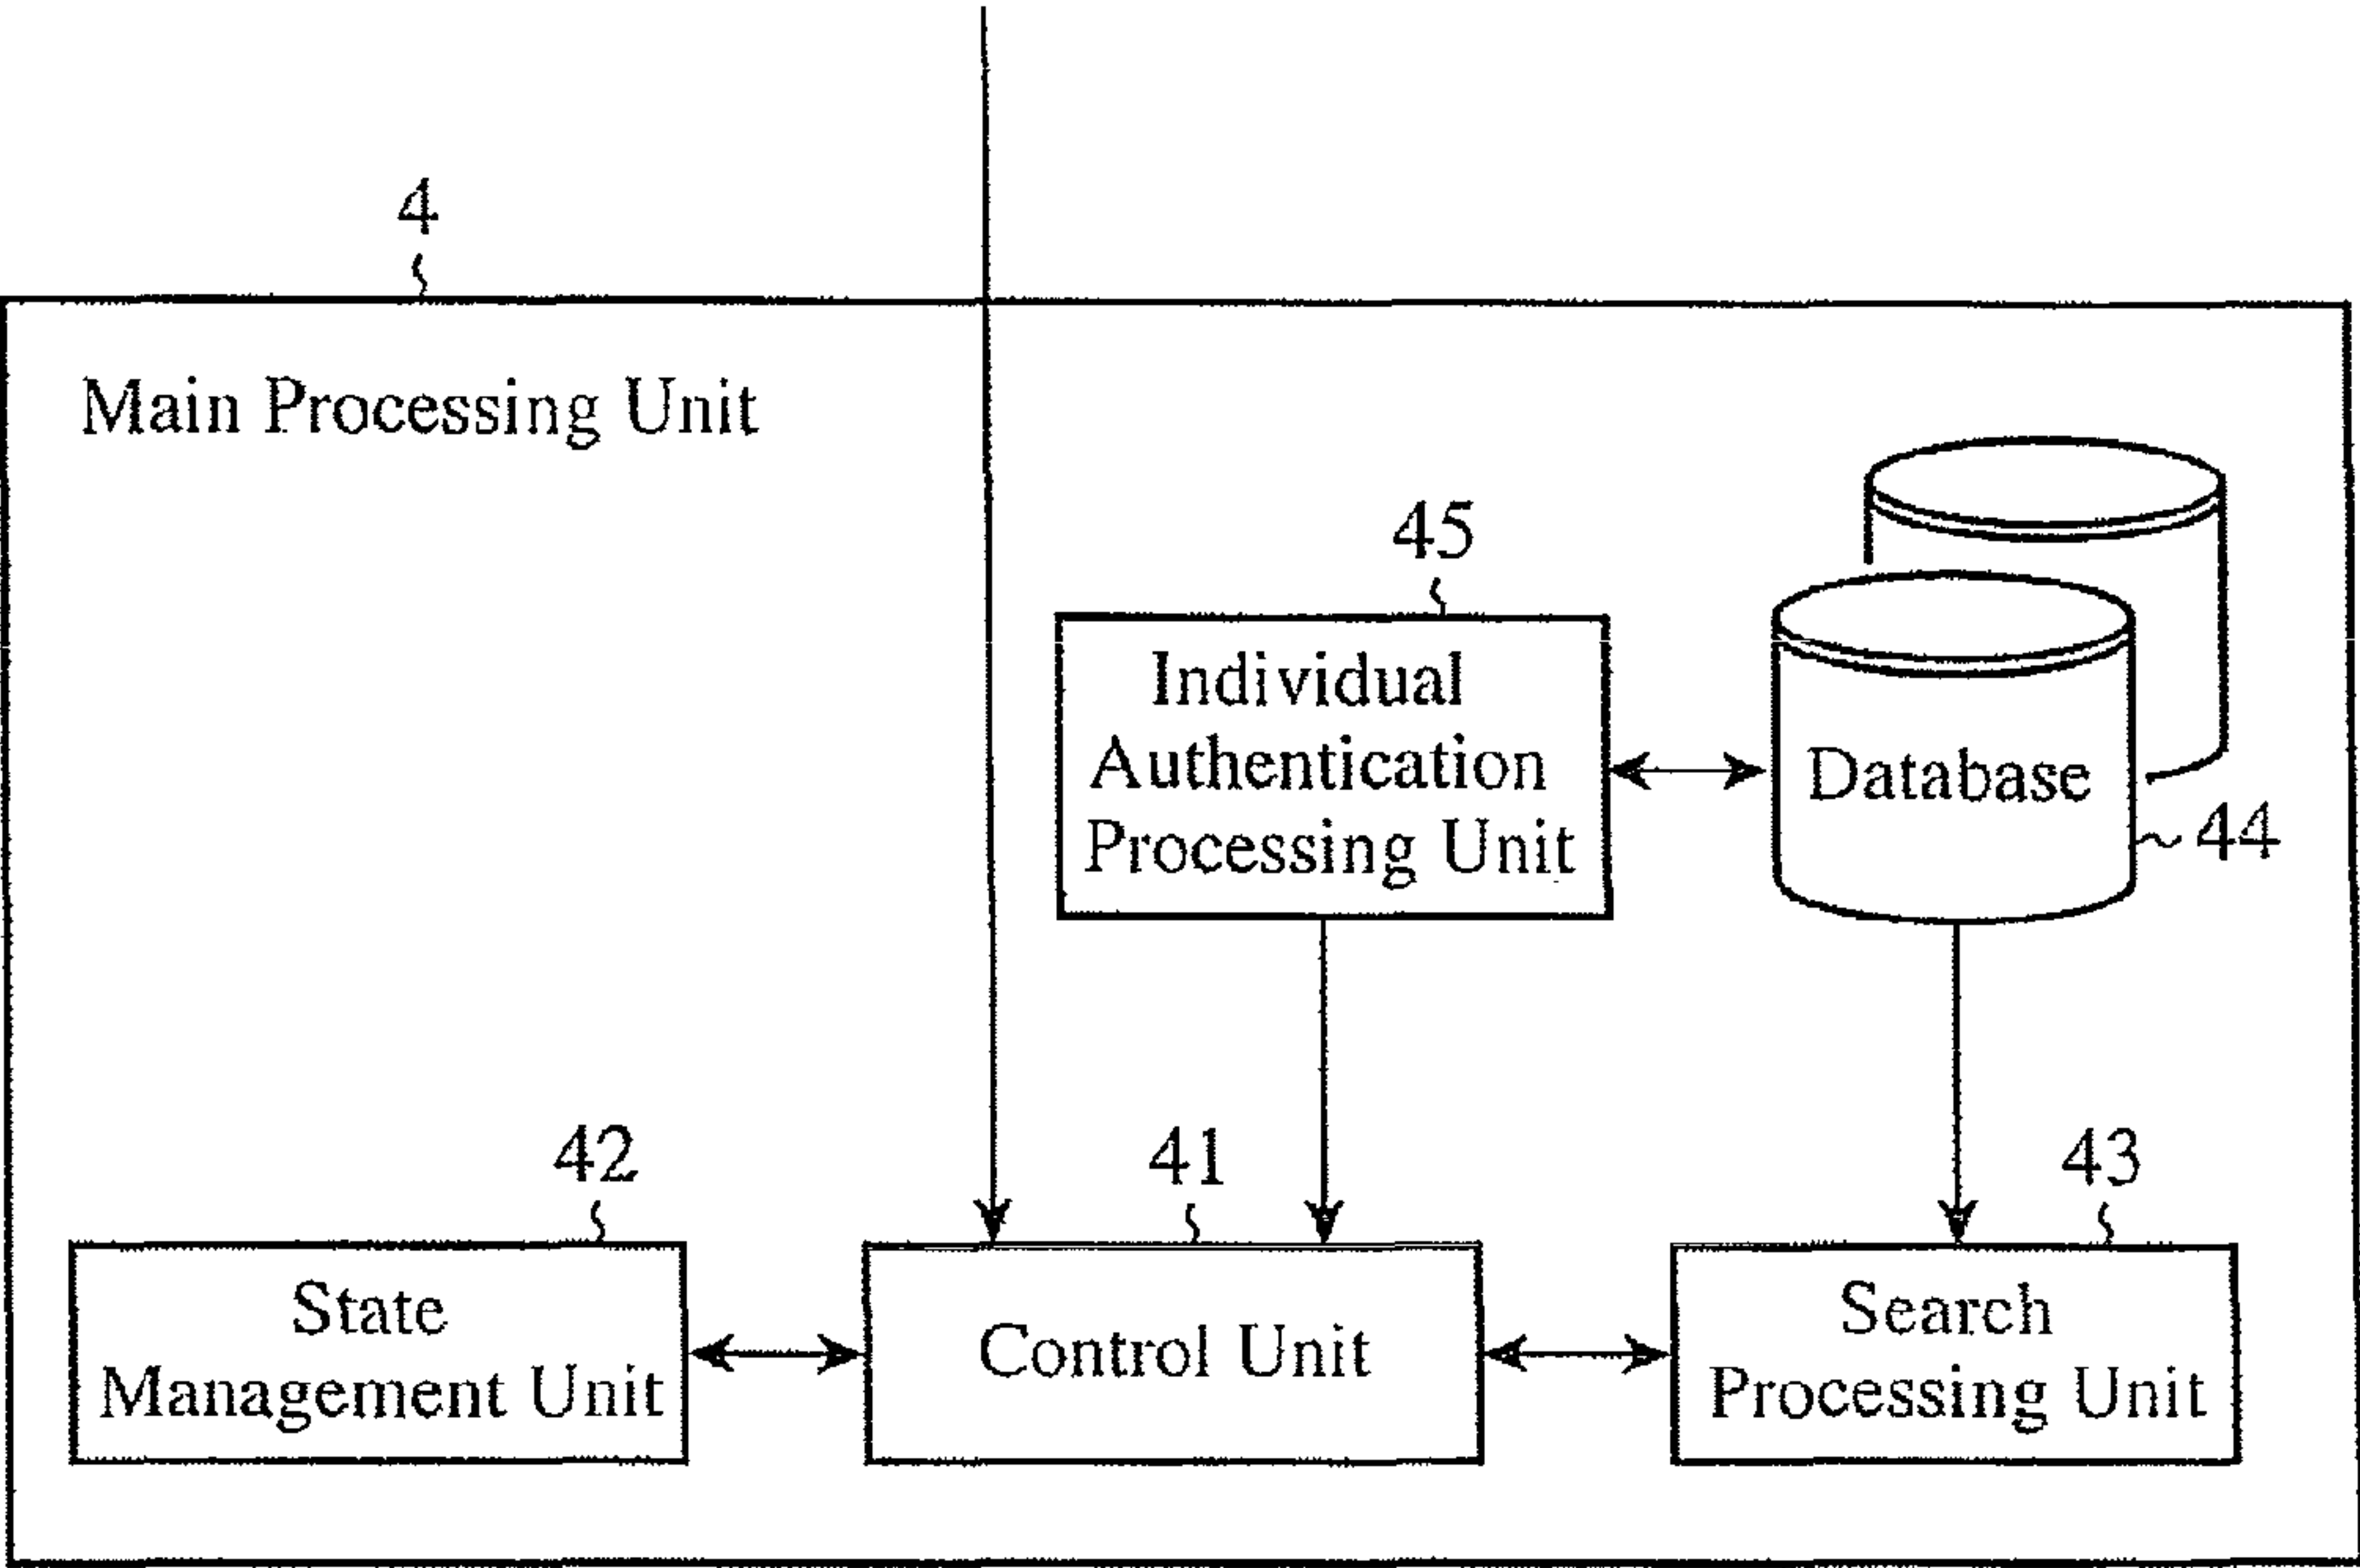 4
Main Processing Unit
45
Individual
Authentication
Processing Unit
Database
44
42
41
43
State
Management Unit
Control Unit
Search
Processing Unit